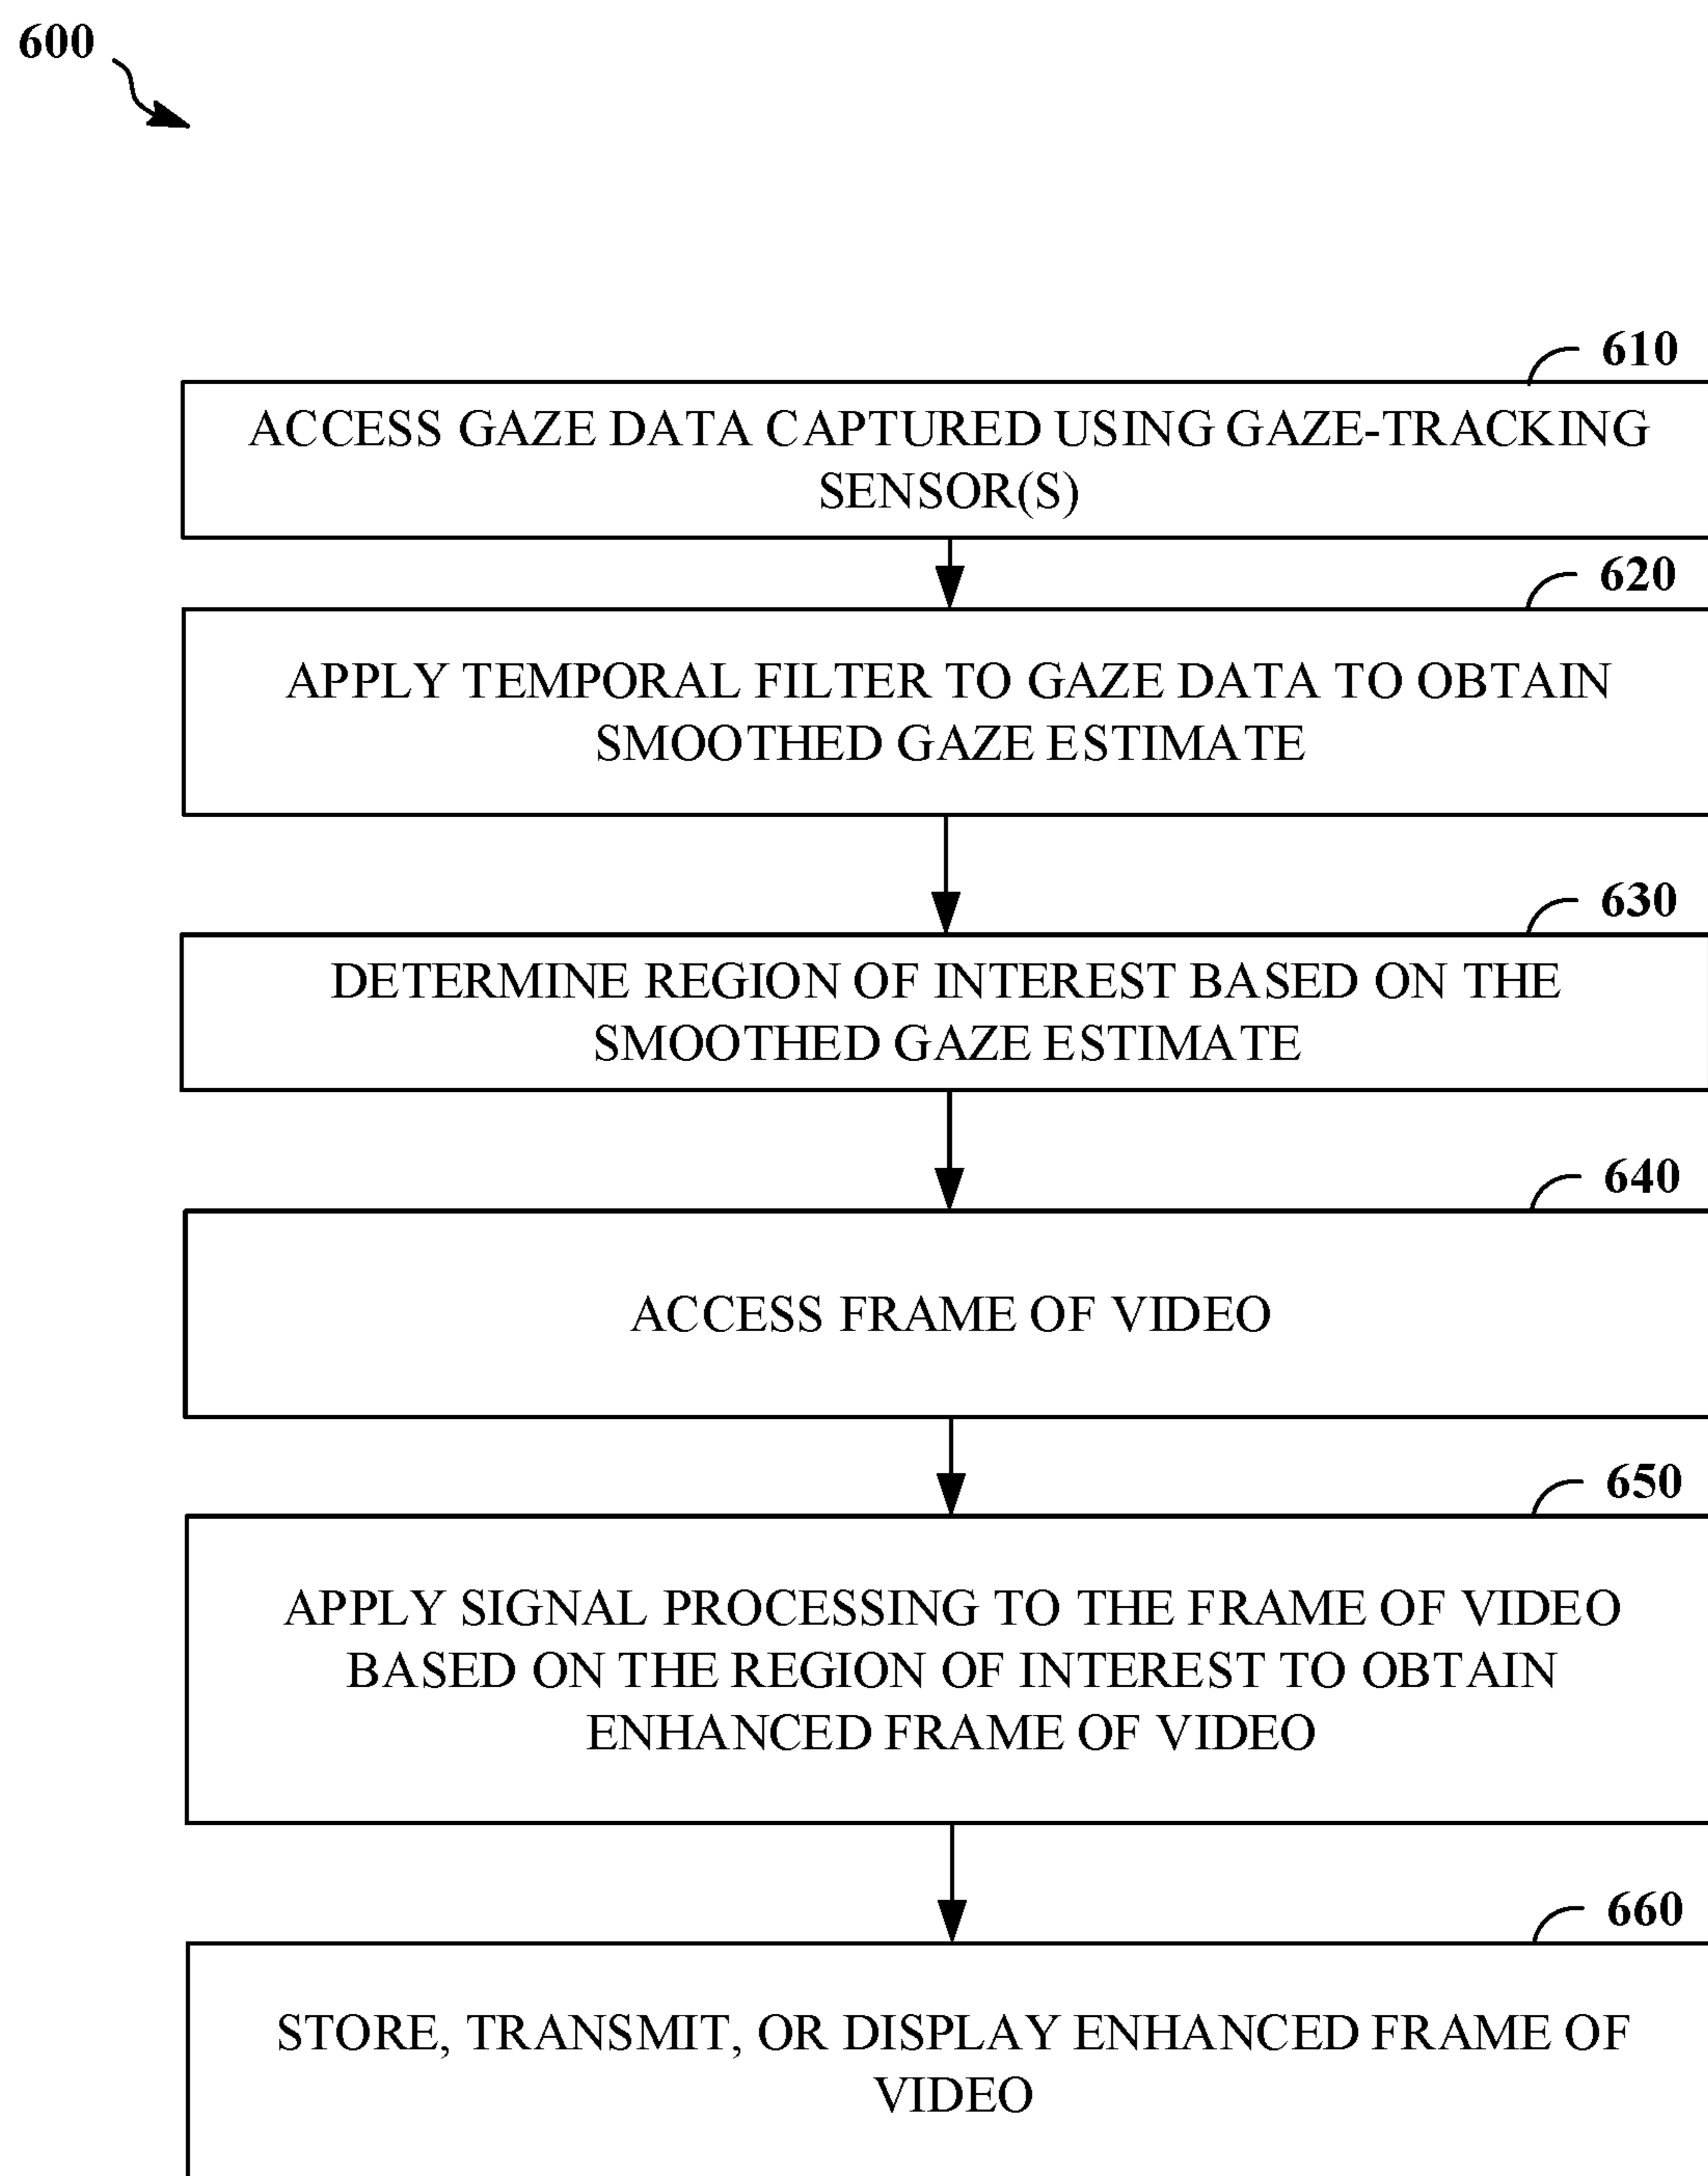 600
610
ACCESS GAZE DATA CAPTURED USING GAZE-TRACKING
SENSOR(S)
620
APPLY TEMPORAL FILTER TO GAZE DATA TO OBTAIN
SMOOTHED GAZE ESTIMATE
630
DETERMINE REGION OF INTEREST BASED ON THE
SMOOTHED GAZE ESTIMATE
640
ACCESS FRAME OF VIDEO
650
APPLY SIGNAL PROCESSING TO THE FRAME OF VIDEO
BASED ON THE REGION OF INTEREST TO OBTAIN
ENHANCED FRAME OF VIDEO
660
STORE, TRANSMIT, OR DISPLAY ENHANCED FRAME OF
VIDEO